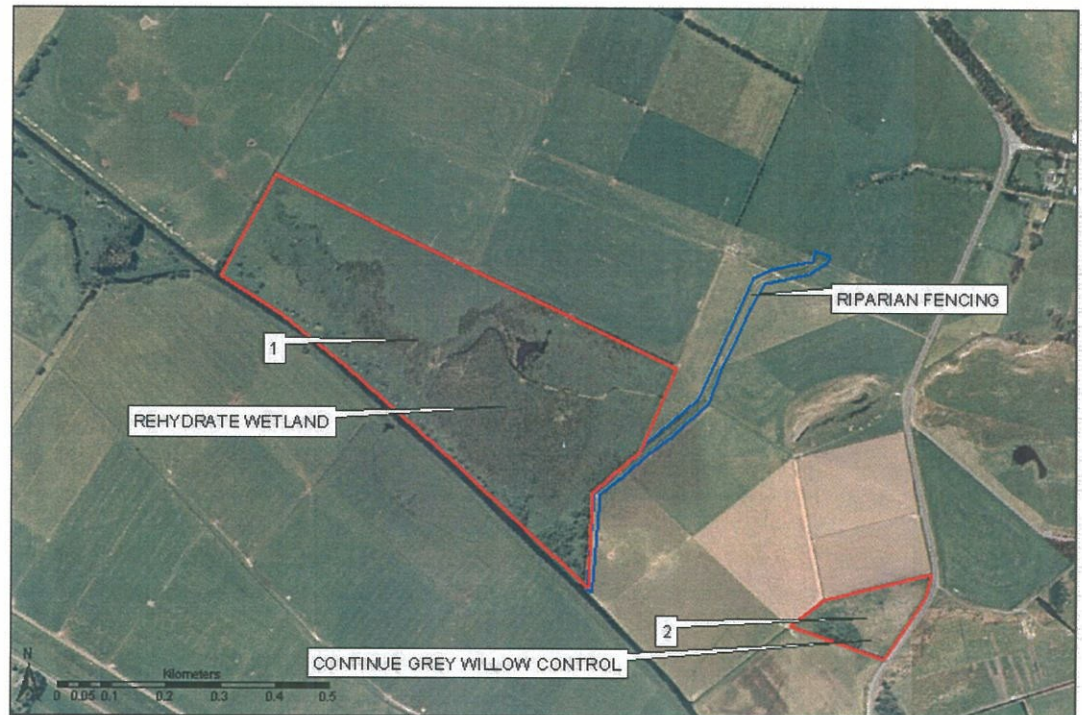 RIPARIAN FENCING
1
REHYDRATE WETLAND
2
CONTINUE GREY WILLOW CONTROL
N
Kilometers
0 0.05 0.1 0.2 0.3 0.4 0.5